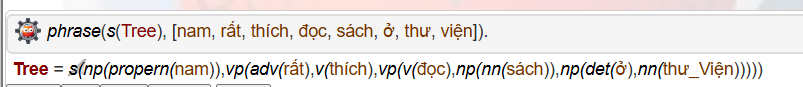 phrase(s(Tree), [nam, rất, thích, đọc, sách, ở, thư, viện]).
Tree = s(np(propern(nam)),vp(adv(rất),v(thích),vp(v(đọc),np(nn(sách)),np(det(ở),nn(thư_Viện)))))